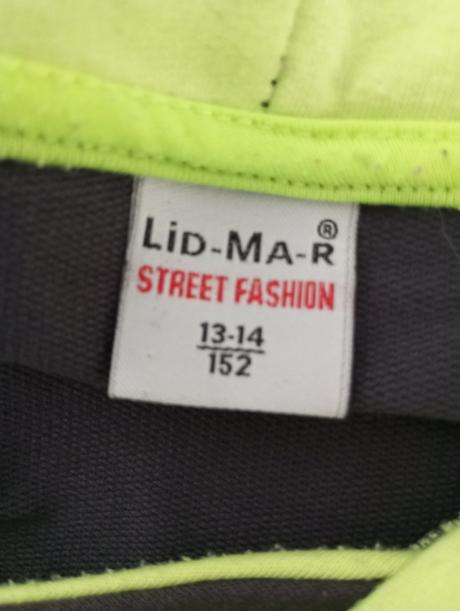 LiD-MA-R®
STREET FASHION
13-14
152